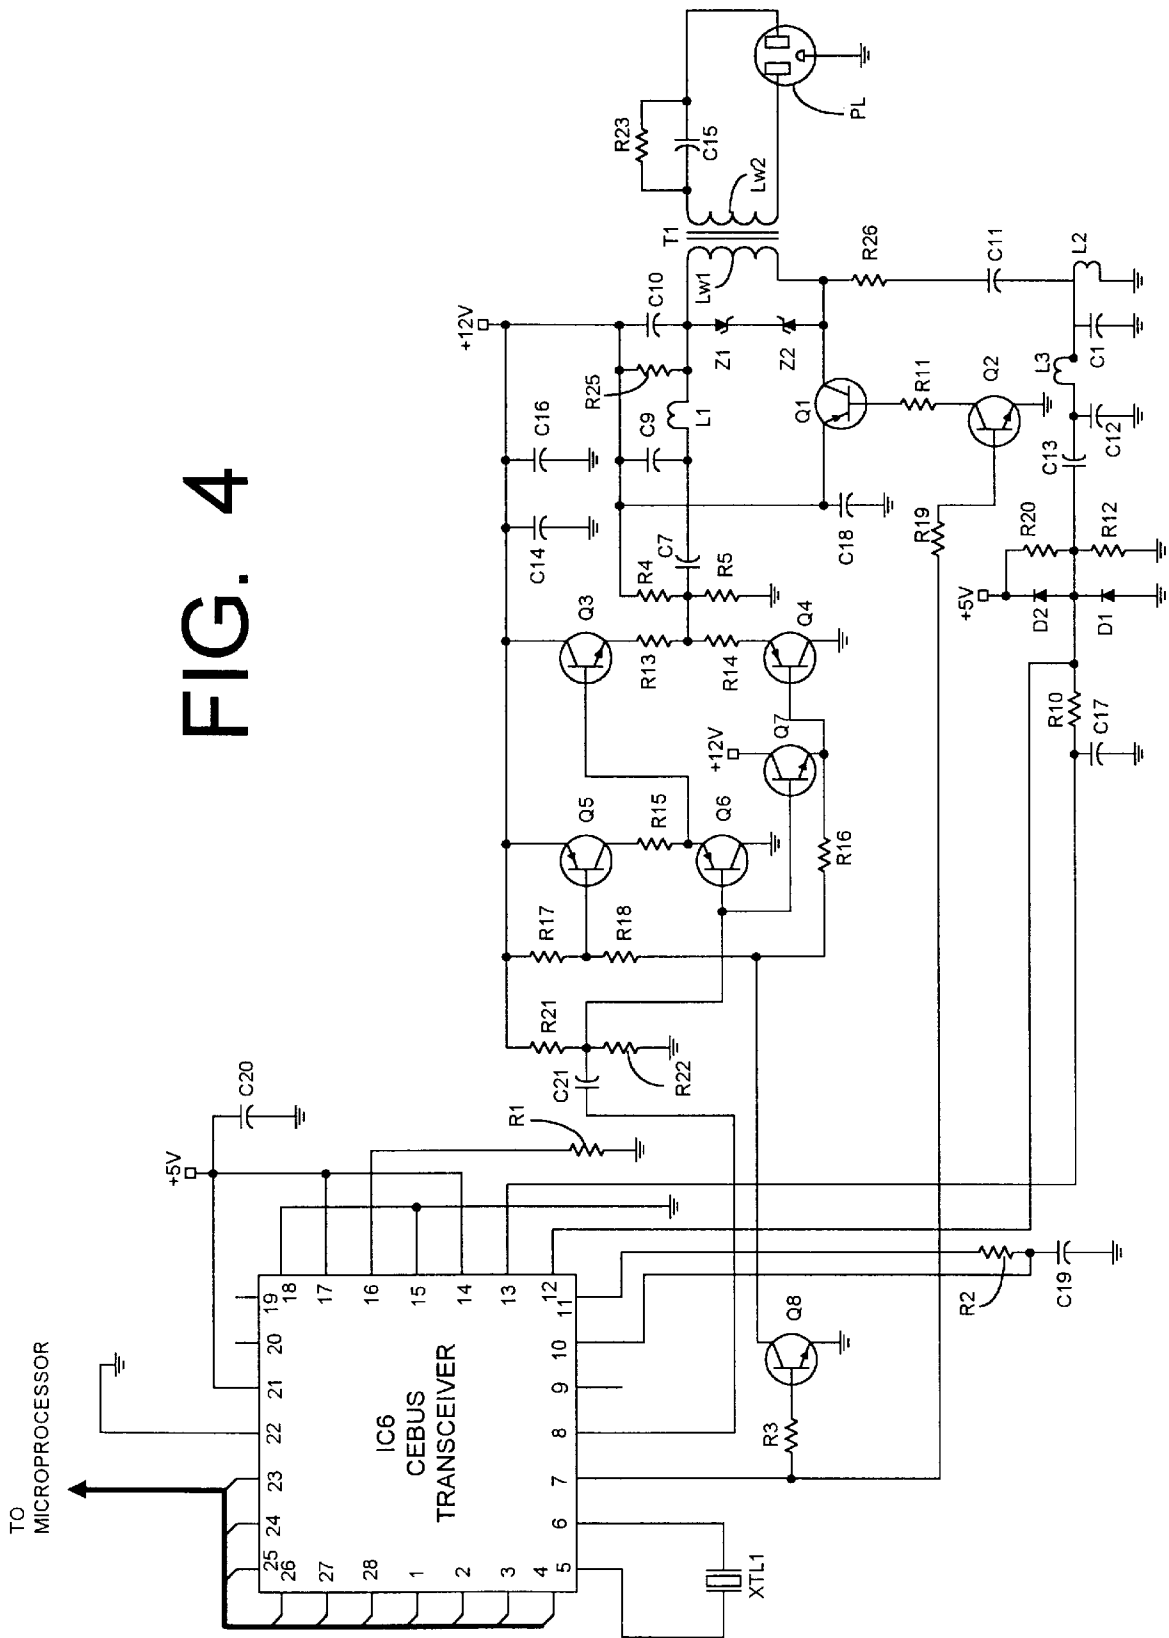 FIG. 4
TO
MICROPROCESSOR
IC6
CEBUS
TRANSCEIVER
19
20
21
22
23
24
25
18
17
16
15
14
13
12
26
27
28
1
2
3
4
11
10
9
8
7
6
5
XTL1
+5V
C20
R1
C21
R21
R22
R17
R18
Q5
R15
Q6
R16
+12V
Q7
Q3
R13
R14
Q4
R4
R5
C7
C14
C16
+12V
C9
L1
R25
C10
Z1
Z2
T1
Lw1
Lw2
R23
C15
PL
Q1
C18
R11
Q2
R19
R26
C11
L2
C1
L3
C12
C13
R20
R12
+5V
D2
D1
R10
C17
R3
Q8
R2
C19